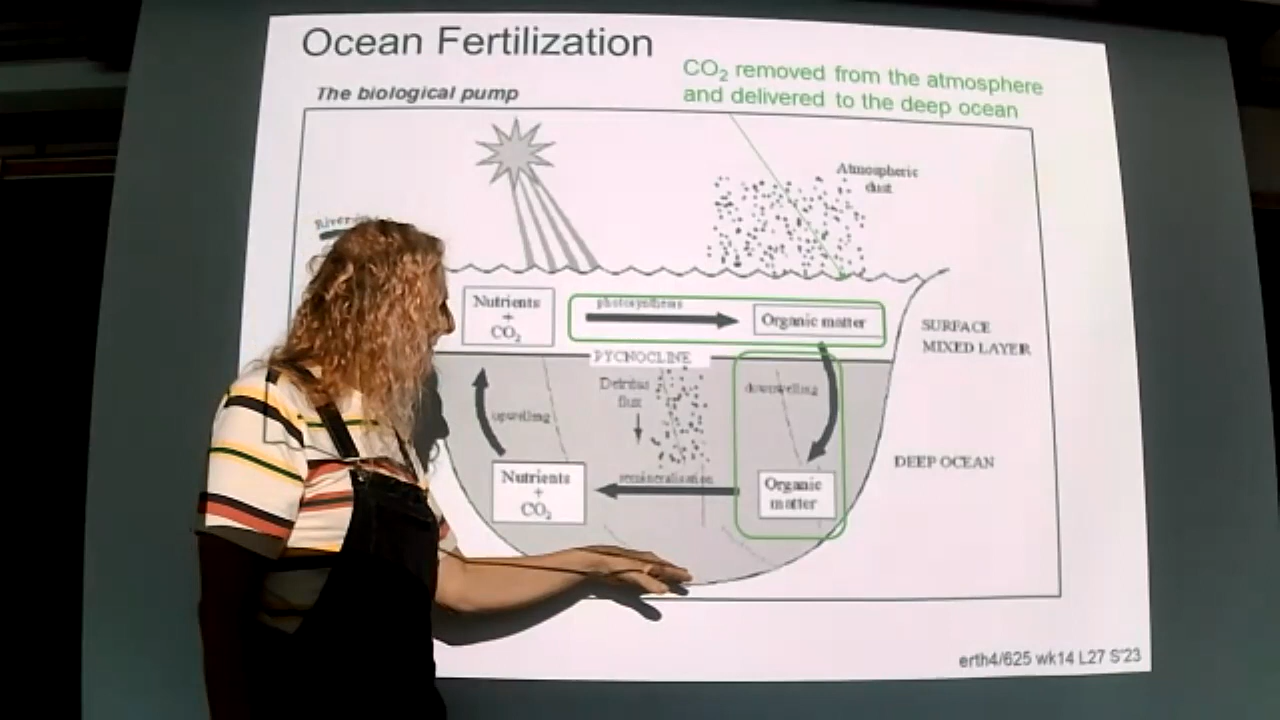 Ocean Fertilization
CO₂ removed from the atmosphere
and delivered to the deep ocean
The biological pump
Atmospheric
dust
Nutrients
+
CO₂
photosynthesis
Organic matter
SURFACE
MIXED LAYER
PYCNOCLINE
Detritus
flux
downwelling
upwelling
DEEP OCEAN
Nutrients
+
CO₂
remineralisation
Organic
matter
erth4/625 wk14 L27 S'23